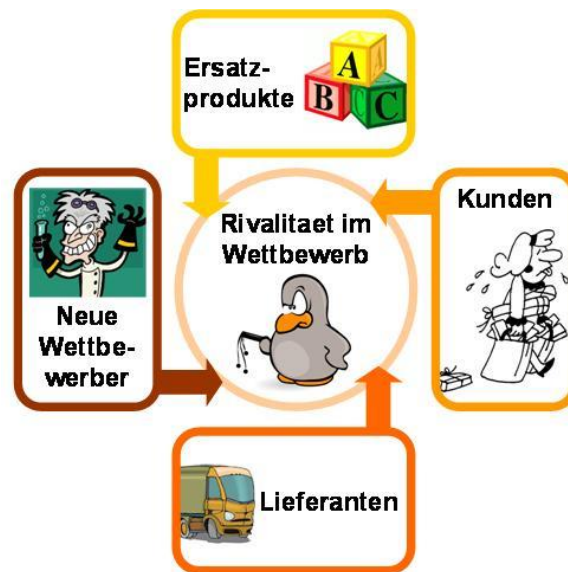 Ersatz-
produkte
A
B
C
C
Rivalitaet im
Wettbewerb
Kunden
Neue
Wettbe-
werber
Lieferanten